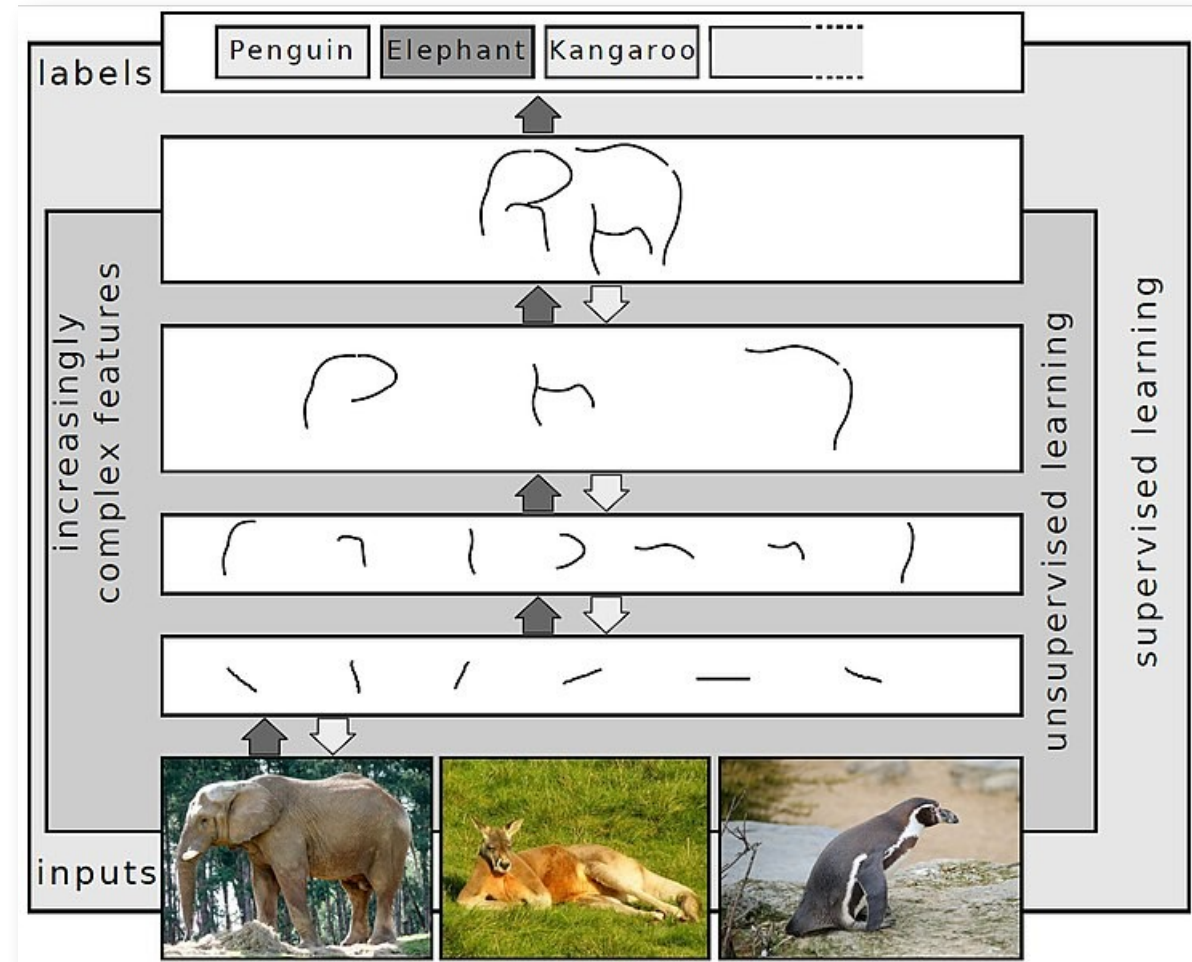 Penguin Elephant Kangaroo
labels
increasingly
complex features
unsupervised learning
supervised learning
inputs